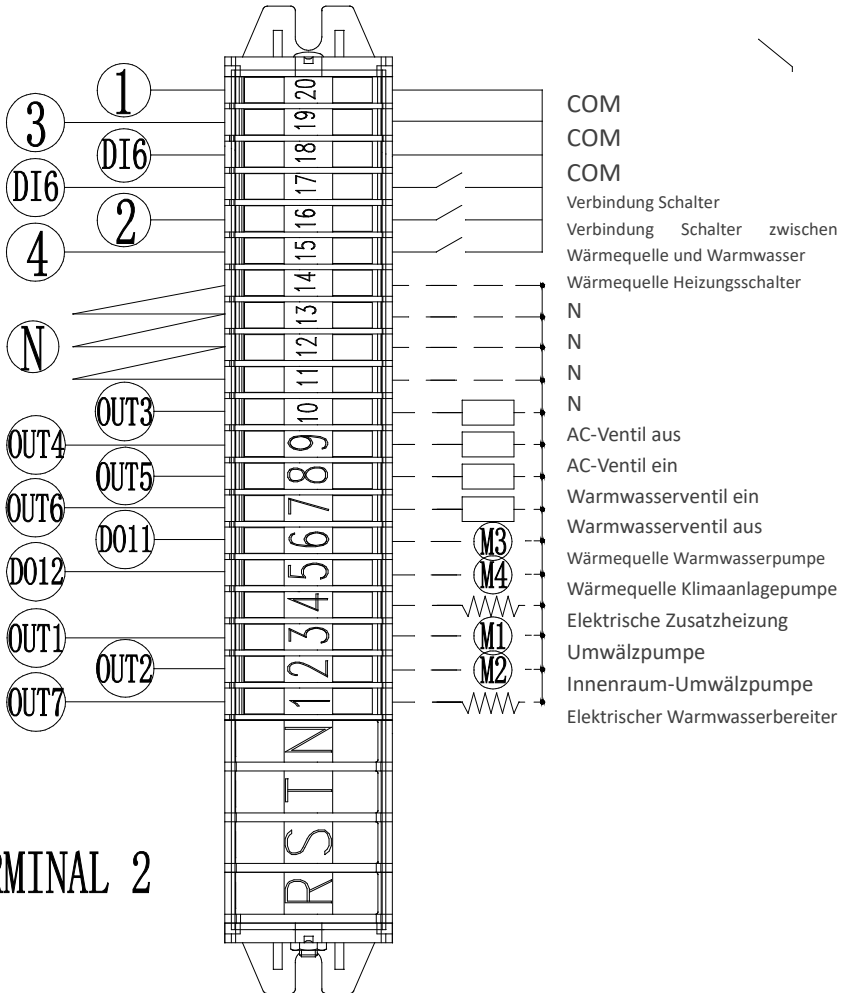 1
3
DI6
DI6
2
4
N
OUT3
OUT4
OUT5
OUT6
DO11
DO12
OUT1
OUT2
OUT7
RMINAL 2
20
19
18
17
16
15
14
13
12
11
10
9
8
7
6
5
4
3
2
1
N
T
S
R
M3
M4
M1
M2
COM
COM
COM
Verbindung Schalter
Verbindung Schalter zwischen
Wärmequelle und Warmwasser
Wärmequelle Heizungsschalter
N
N
N
N
AC-Ventil aus
AC-Ventil ein
Warmwasserventil ein
Warmwasserventil aus
Wärmequelle Warmwasserpumpe
Wärmequelle Klimaanlagepumpe
Elektrische Zusatzheizung
Umwälzpumpe
Innenraum-Umwälzpumpe
Elektrischer Warmwasserbereiter